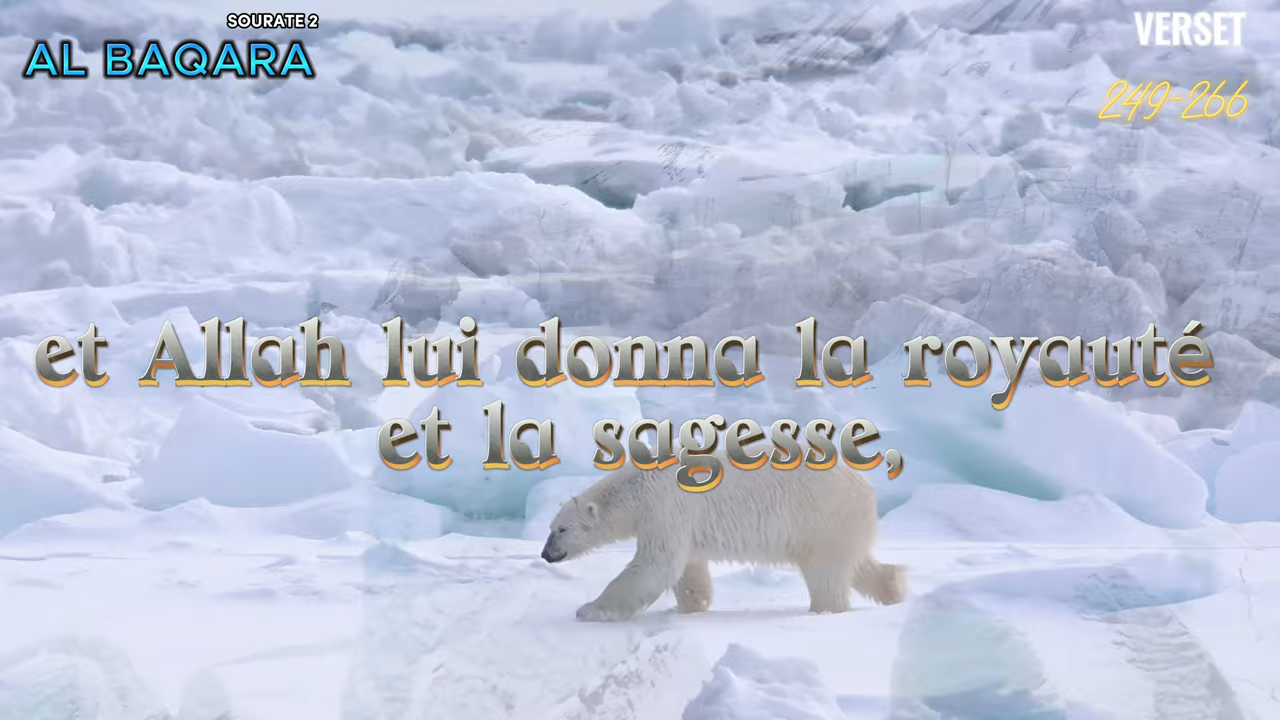 SOURATE 2
AL BAQARA
VERSET
249-266
et Allah lui donna la royauté
et la sagesse,